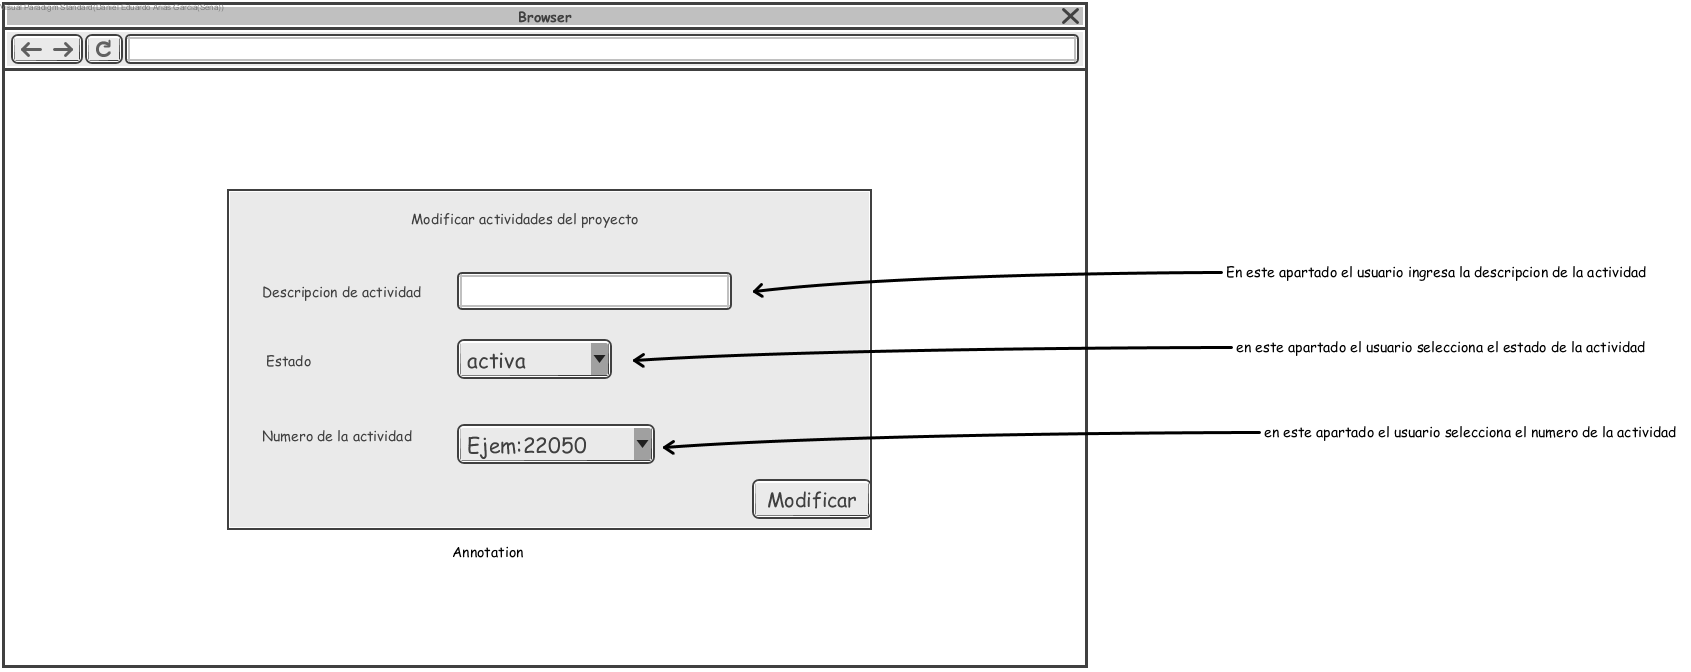 Visual Paradigm Standard(Daniel Eduardo Arias Garcia(Sena))
Browser
Modificar actividades del proyecto
Descripcion de actividad
En este apartado el usuario ingresa la descripcion de la actividad
Estado
activa
en este apartado el usuario selecciona el estado de la actividad
Numero de la actividad
Ejem:22050
en este apartado el usuario selecciona el numero de la actividad
Modificar
Annotation